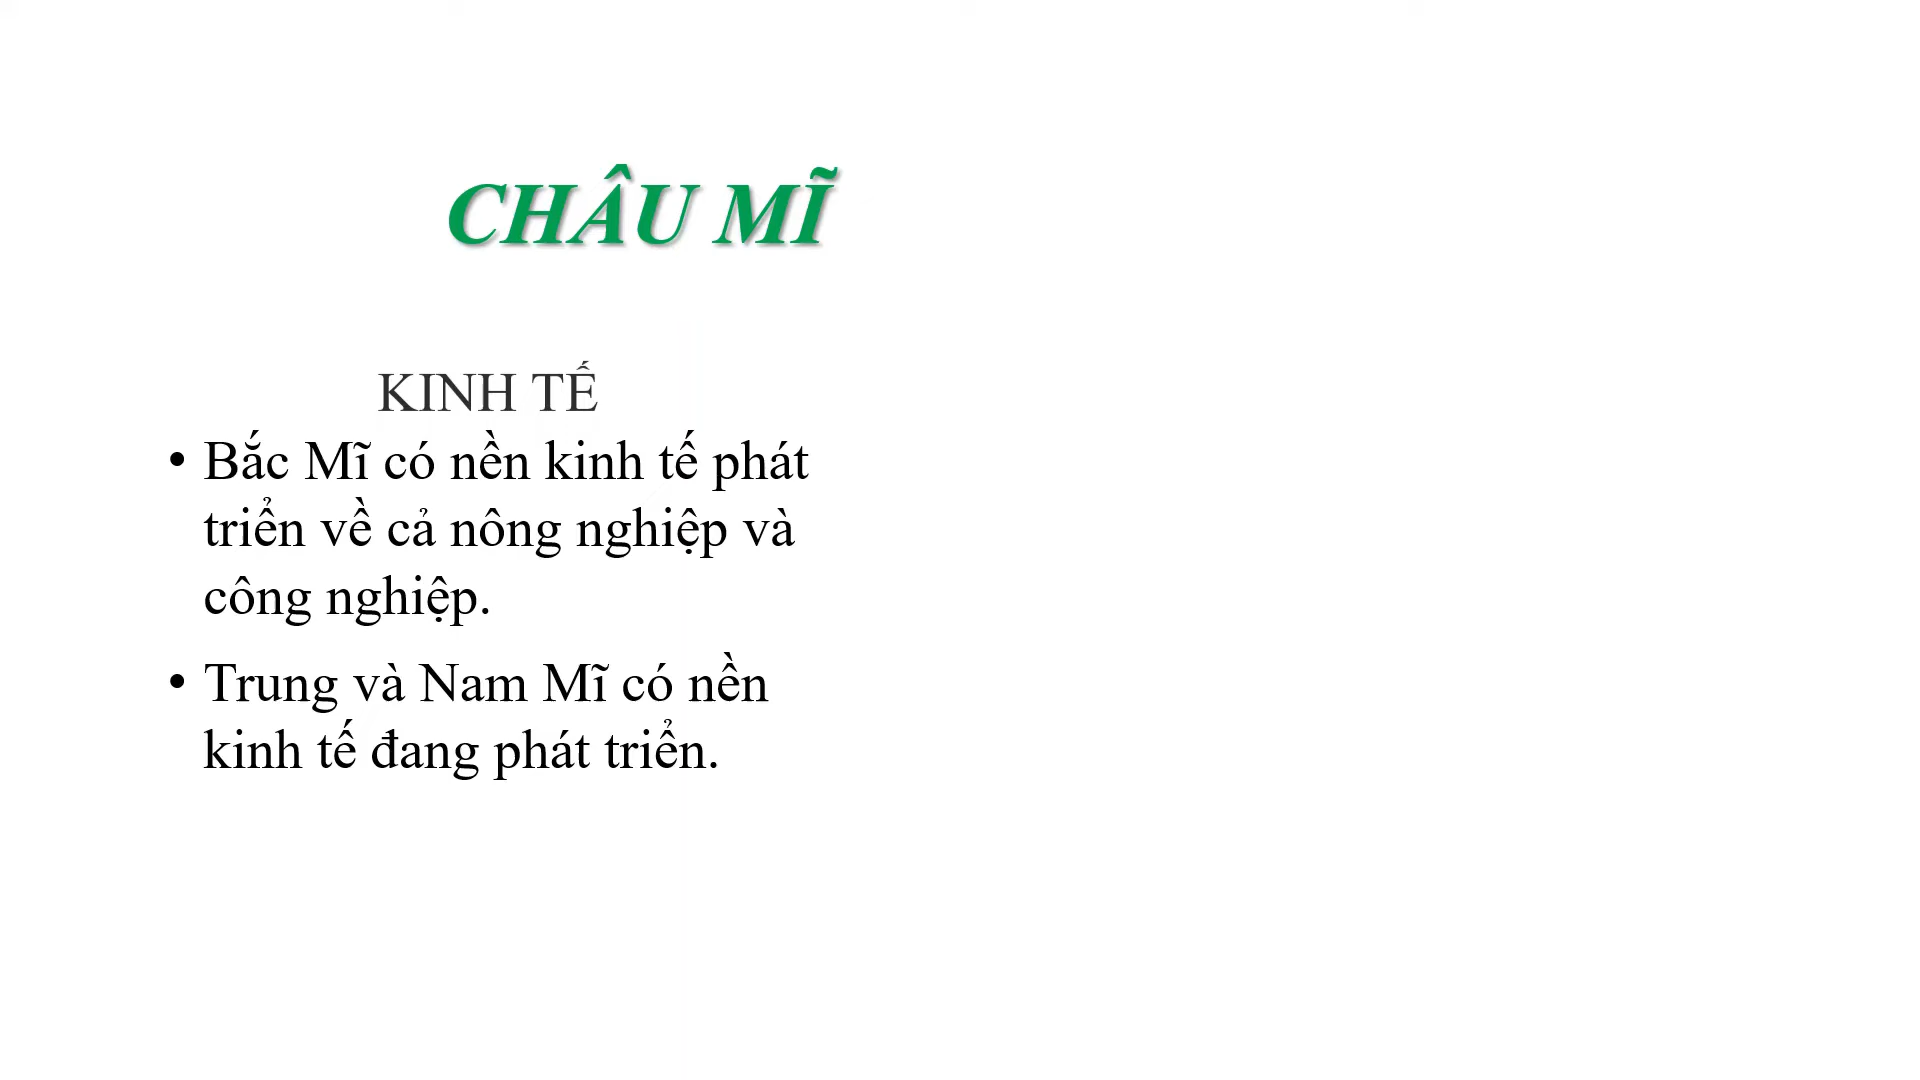 CHÂU MĨ
KINH TẾ
• Bắc Mĩ có nền kinh tế phát
triển về cả nông nghiệp và
công nghiệp.
• Trung và Nam Mĩ có nền
kinh tế đang phát triển.